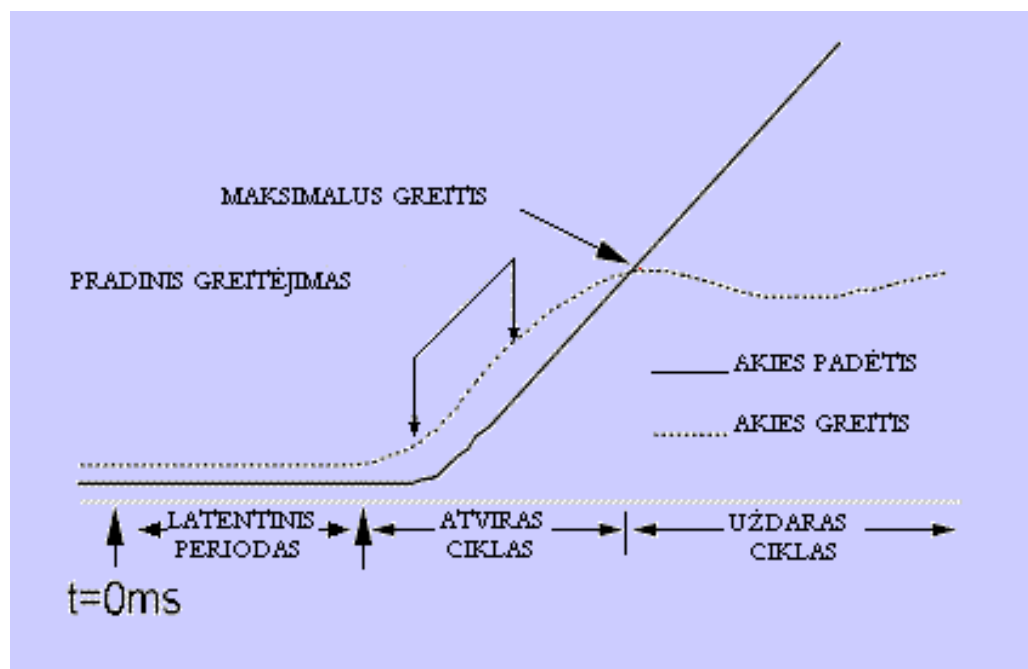 MAKSIMALUS GREITIS
PRADINIS GREITĖJIMAS
AKIES PADĖTIS
AKIES GREITIS
LATENTINIS
PERIODAS
ATVIRAS
CIKLAS
UŽDARAS
CIKLAS
t=0ms